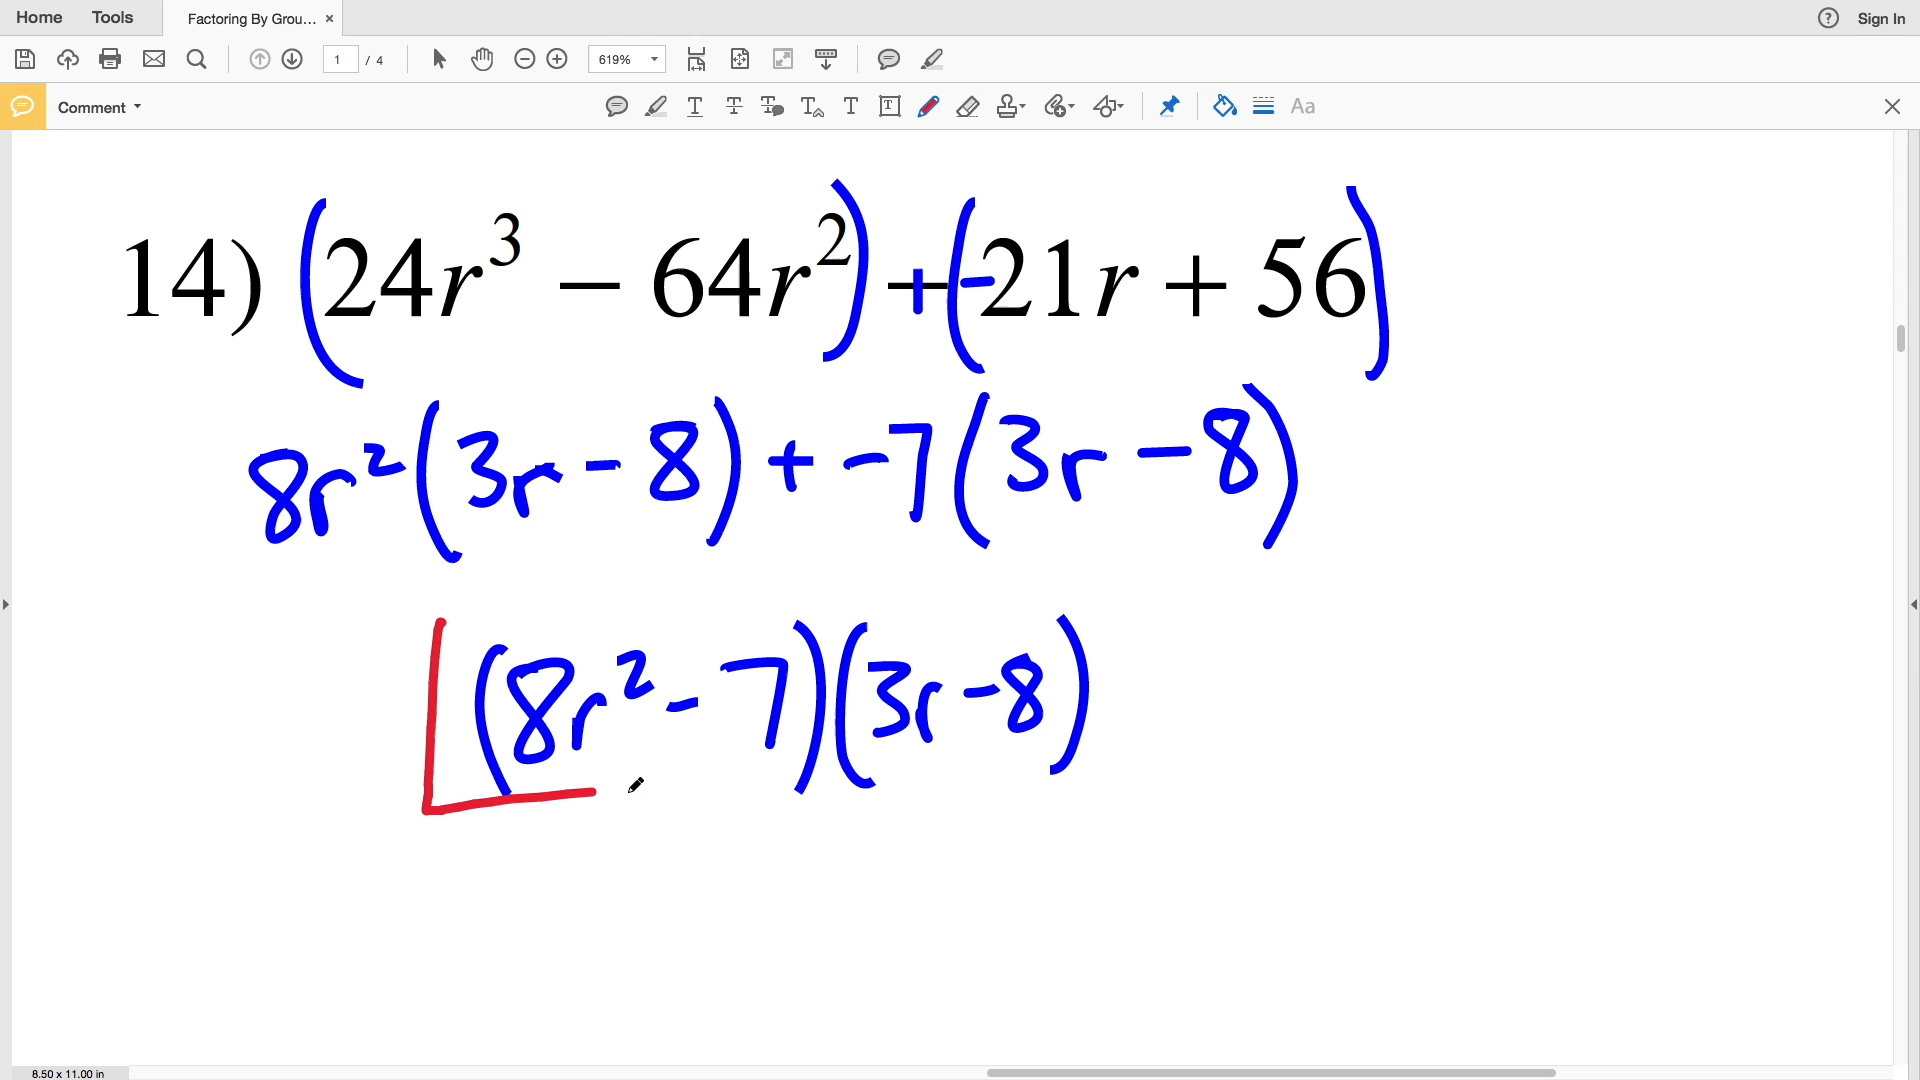 Home Tools Factoring By Grou... × ? Sign In
1 / 4 619%
Comment T T T T T T Aa
14) (24r³ − 64r²) + (-21r + 56)
8r²(3r - 8) + -7(3r - 8)
(8r² - 7)(3r - 8)
8.50 x 11.00 in